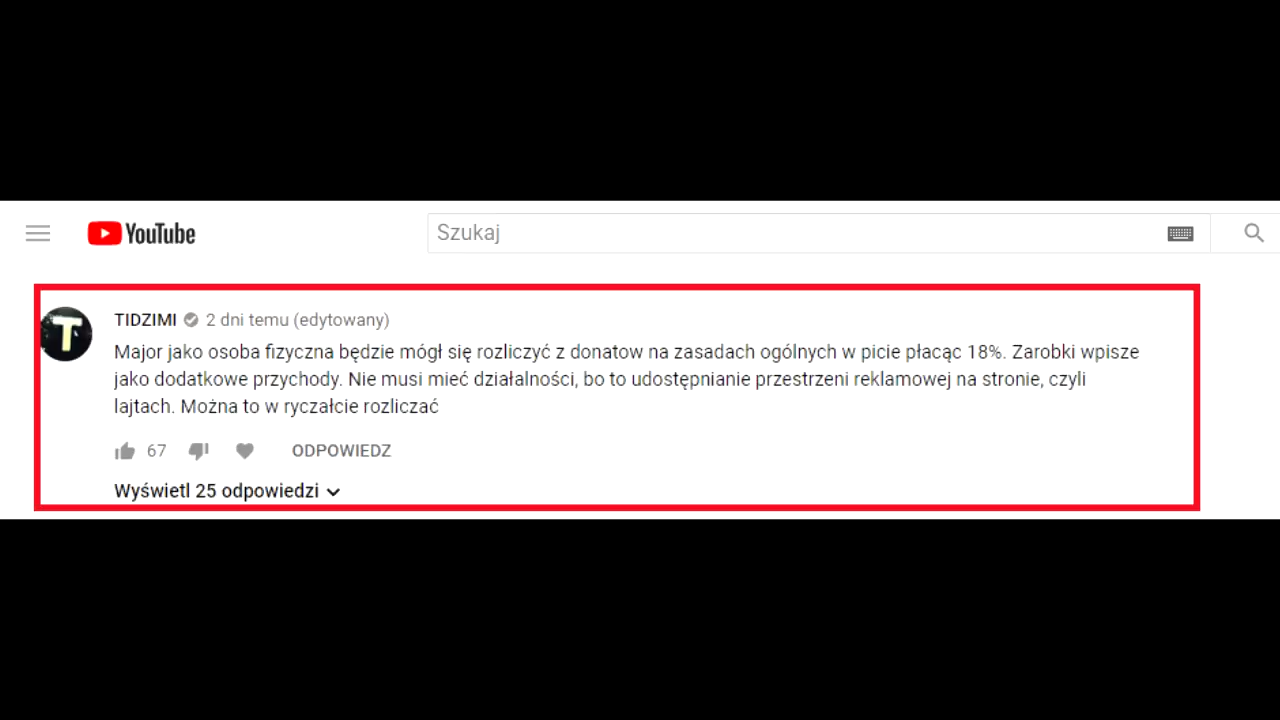 YouTube
Szukaj
T
TIDZIMI 2 dni temu (edytowany)
Major jako osoba fizyczna będzie mógł się rozliczyć z donatow na zasadach ogólnych w picie płacąc 18%. Zarobki wpisze
jako dodatkowe przychody. Nie musi mieć działalności, bo to udostępnianie przestrzeni reklamowej na stronie, czyli
lajtach. Można to w ryczałcie rozliczać
67 ODPOWIEDZ
Wyświetl 25 odpowiedzi